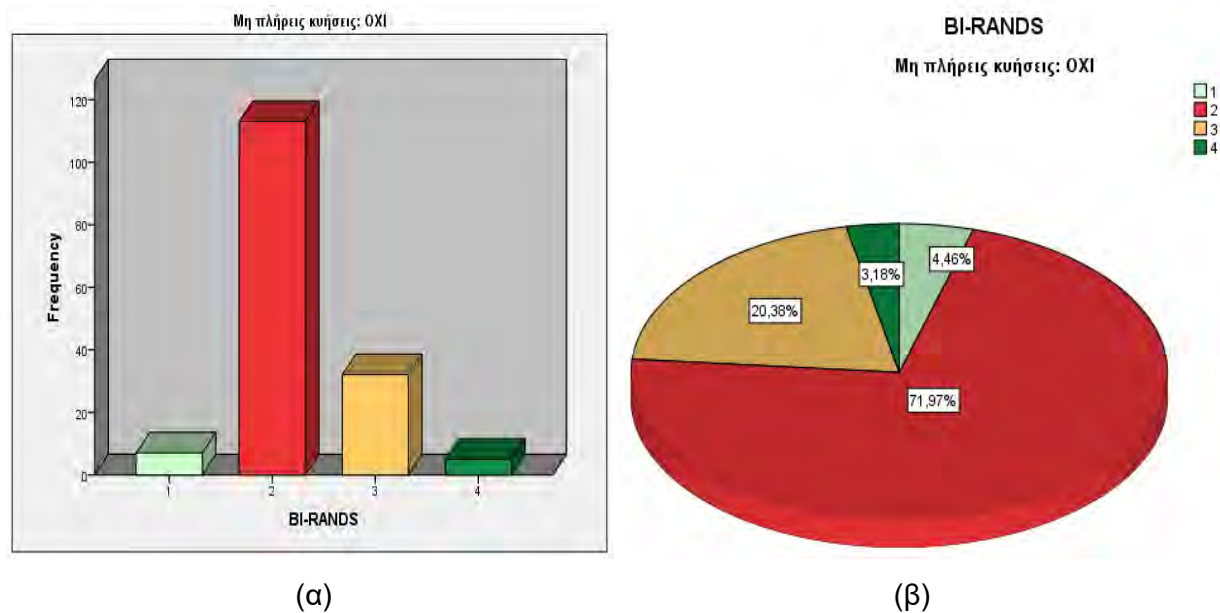 Μη πλήρεις κυήσεις: ΟΧΙ
120
100
80
60
40
20
0
Frequency
1
2
3
4
BI-RANDS
(α)
BI-RANDS
Μη πλήρεις κυήσεις: ΟΧΙ
1
2
3
4
4,46%
3,18%
20,38%
71,97%
(β)